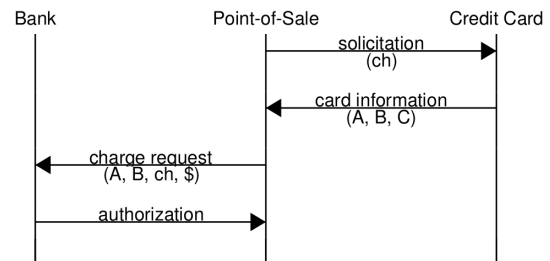 Bank Point-of-Sale Credit Card
solicitation
(ch)
card information
(A, B, C)
charge request
(A, B, ch, $)
authorization